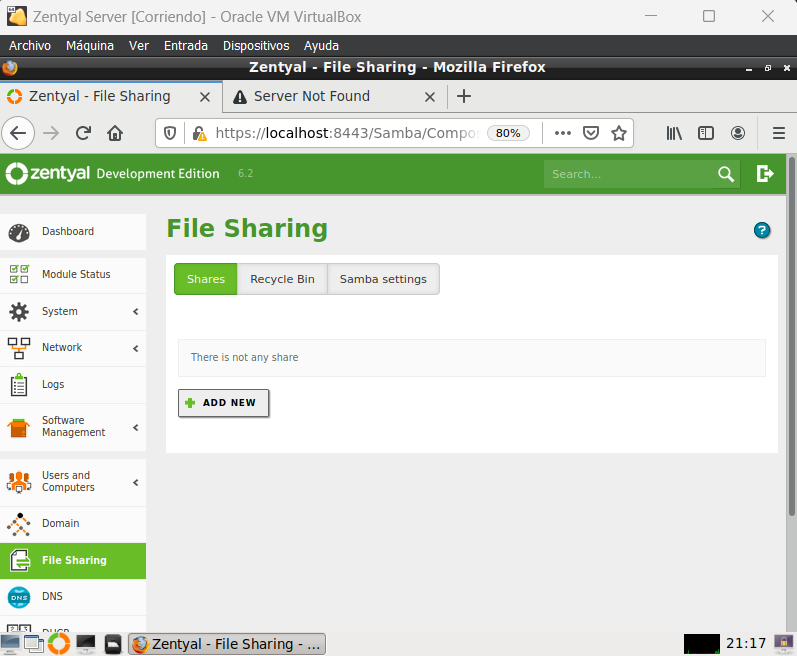 Zentyal Server [Corriendo] - Oracle VM VirtualBox
Archivo Máquina Ver Entrada Dispositivos Ayuda
Zentyal - File Sharing - Mozilla Firefox
Zentyal - File Sharing
Server Not Found
https://localhost:8443/Samba/Compo
80%
zentyal Development Edition 6.2
Search...
Dashboard
Module Status
System
Network
Logs
Software
Management
Users and
Computers
Domain
File Sharing
DNS
File Sharing
Shares Recycle Bin Samba settings
There is not any share
ADD NEW
Zentyal - File Sharing - ...
21:17